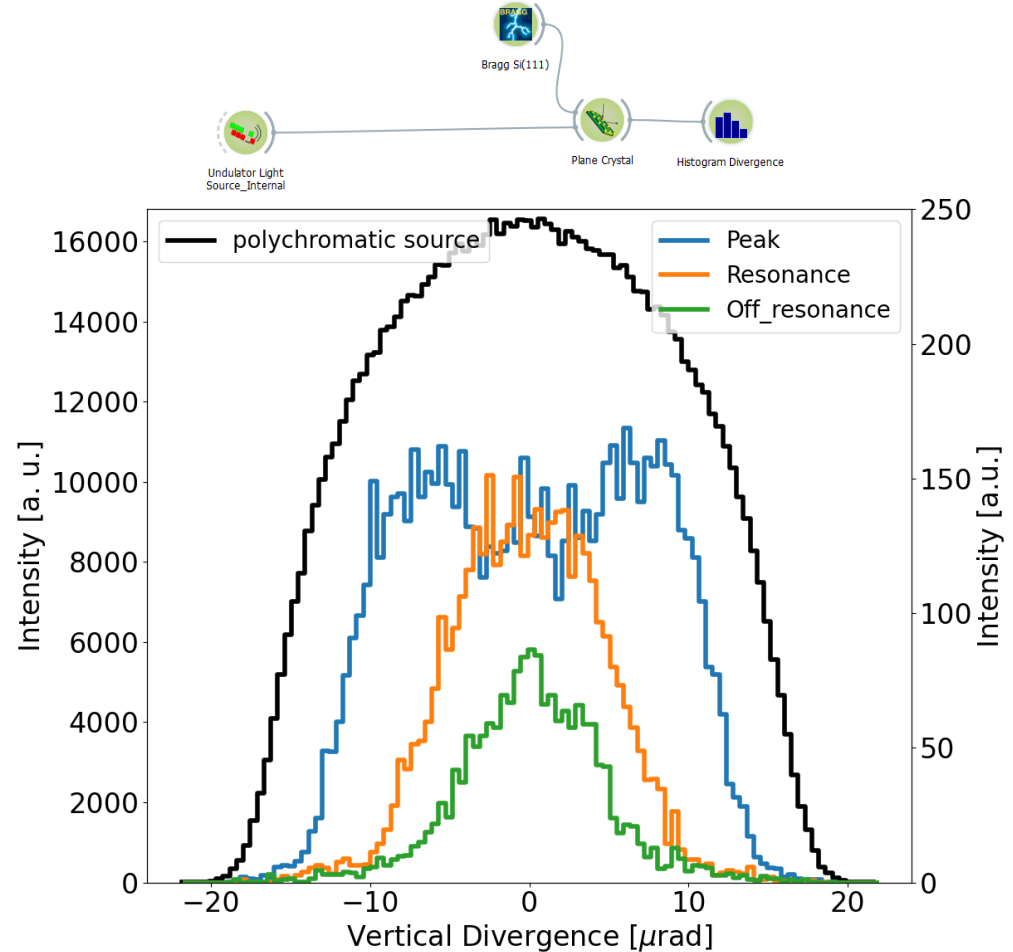 BRAGG
Bragg Si(111)
Undulator Light
Source_Internal
Plane Crystal
Histogram Divergence
polychromatic source
Peak
Resonance
Off_resonance
16000
14000
12000
10000
8000
6000
4000
2000
0
Intensity [a. u.]
250
200
150
100
50
0
Intensity [a.u.]
−20
−10
0
10
20
Vertical Divergence [μrad]